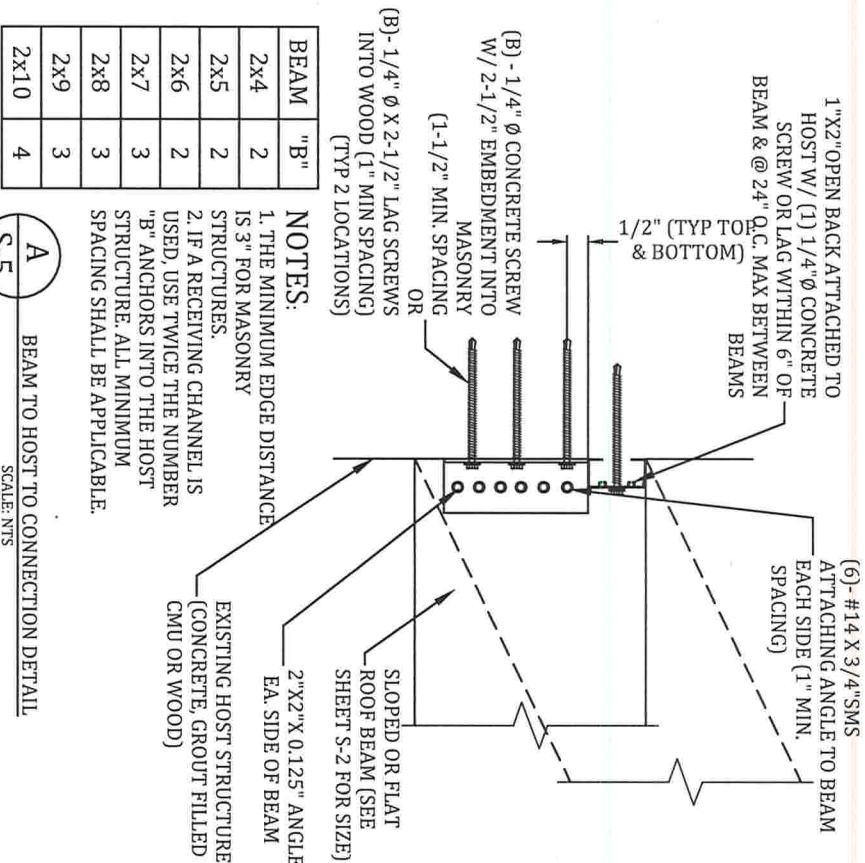 1"X2"OPEN BACK ATTACHED TO
HOST W/ (1) 1/4"Ø CONCRETE
SCREW OR LAG WITHIN 6" OF
BEAM & @ 24" O.C. MAX BETWEEN
BEAMS
1/2" (TYP TOP
& BOTTOM)
(B) - 1/4" Ø CONCRETE SCREW
W/ 2-1/2" EMBEDMENT INTO
MASONRY
(1-1/2" MIN. SPACING
OR
(B)- 1/4" Ø X 2-1/2" LAG SCREWS
INTO WOOD (1" MIN SPACING)
(TYP 2 LOCATIONS)
(6)- #14 X 3/4"SMS
ATTACHING ANGLE TO BEAM
EACH SIDE (1" MIN.
SPACING)
SLOPED OR FLAT
ROOF BEAM (SEE
SHEET S-2 FOR SIZE)
2"X2"X 0.125" ANGLE
EA. SIDE OF BEAM
EXISTING HOST STRUCTURE
(CONCRETE, GROUT FILLED
CMU OR WOOD)
BEAM "B"
2x4 2
2x5 2
2x6 2
2x7 3
2x8 3
2x9 3
2x10 4
NOTES:
1. THE MINIMUM EDGE DISTANCE
IS 3" FOR MASONRY
STRUCTURES.
2. IF A RECEIVING CHANNEL IS
USED, USE TWICE THE NUMBER
"B" ANCHORS INTO THE HOST
STRUCTURE. ALL MINIMUM
SPACING SHALL BE APPLICABLE.
A
S-5
BEAM TO HOST TO CONNECTION DETAIL
SCALE: NTS